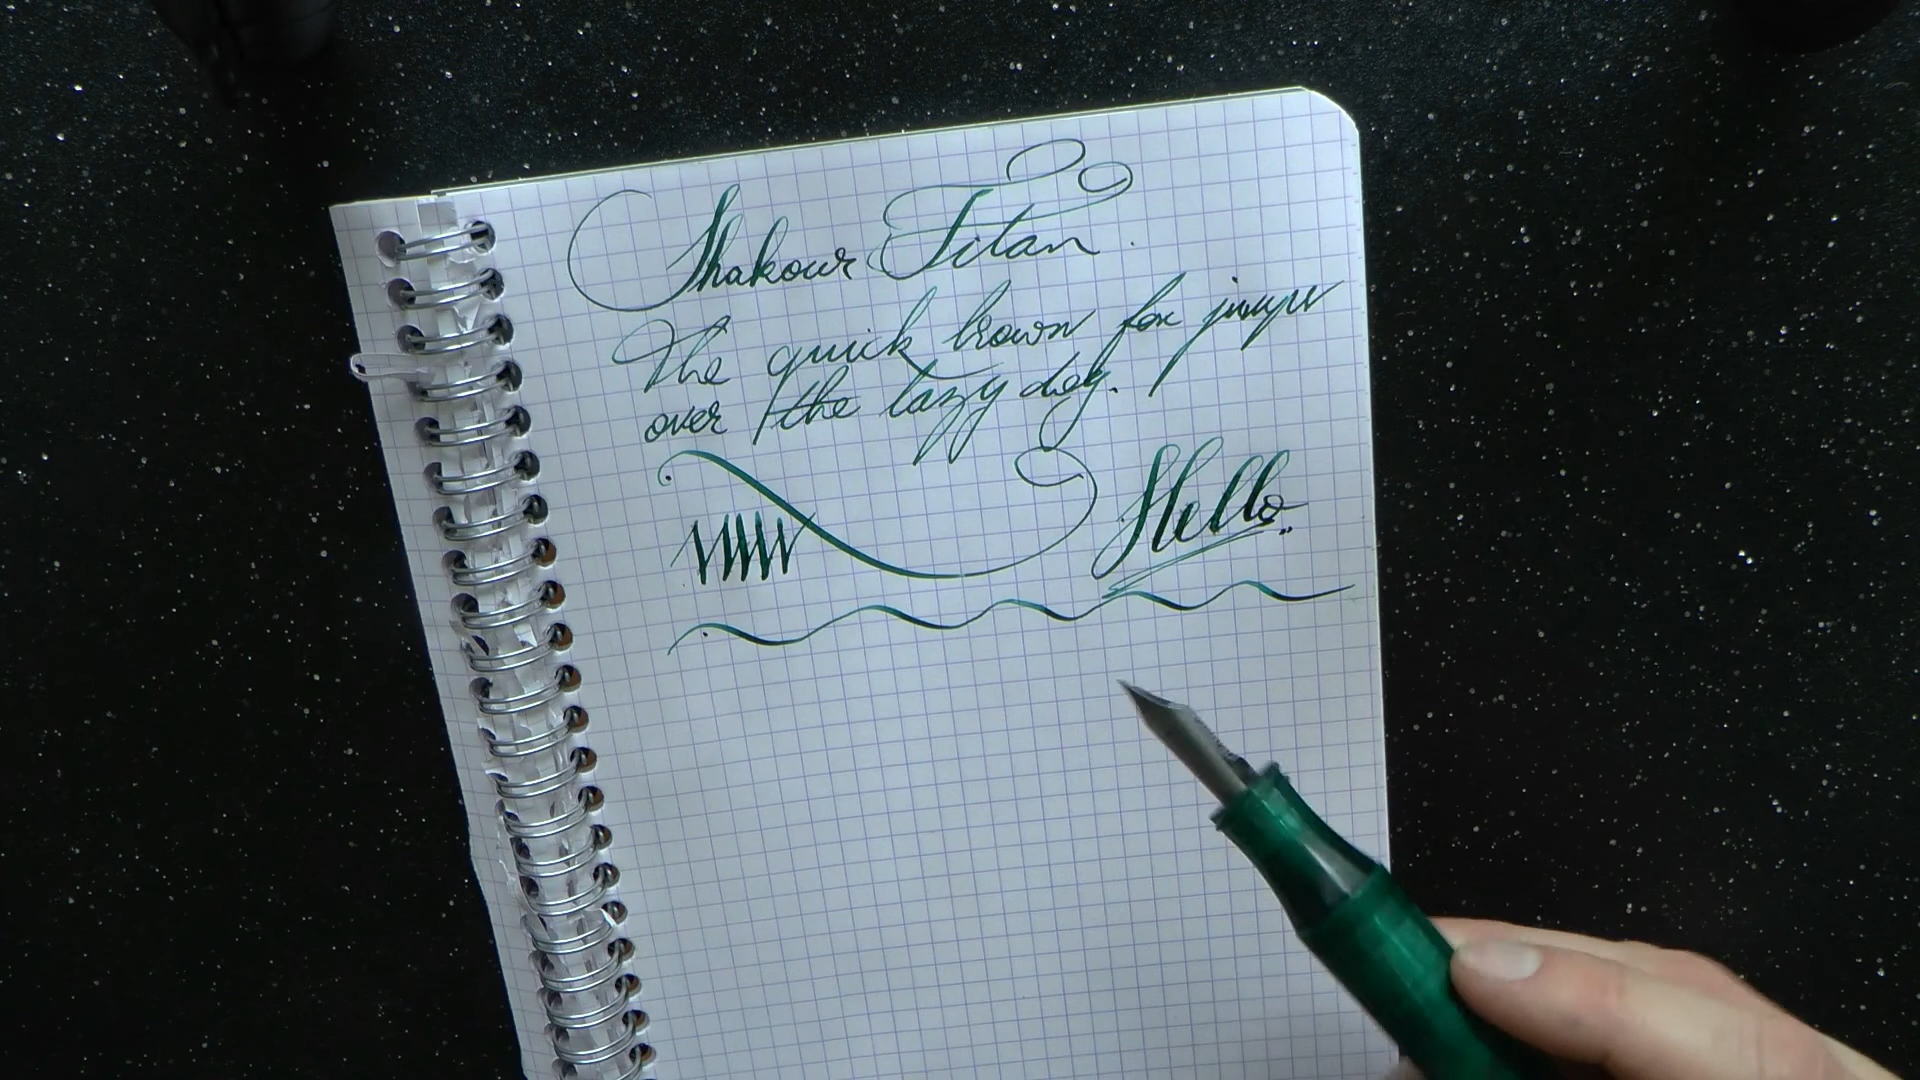 Shakour Titan.
The quick brown fox jumps
over the lazy dog.
Hello